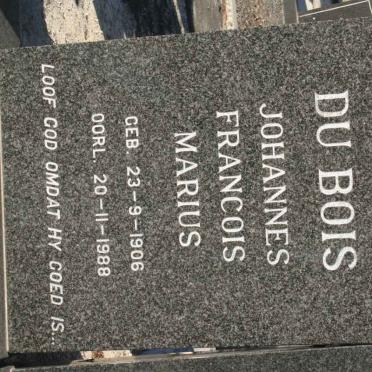 DU BOIS
JOHANNES
FRANCOIS
MARIUS
GEB. 23-9-1906
OORL. 20-11-1988
LOOF GOD OMDAT HY GOED IS...